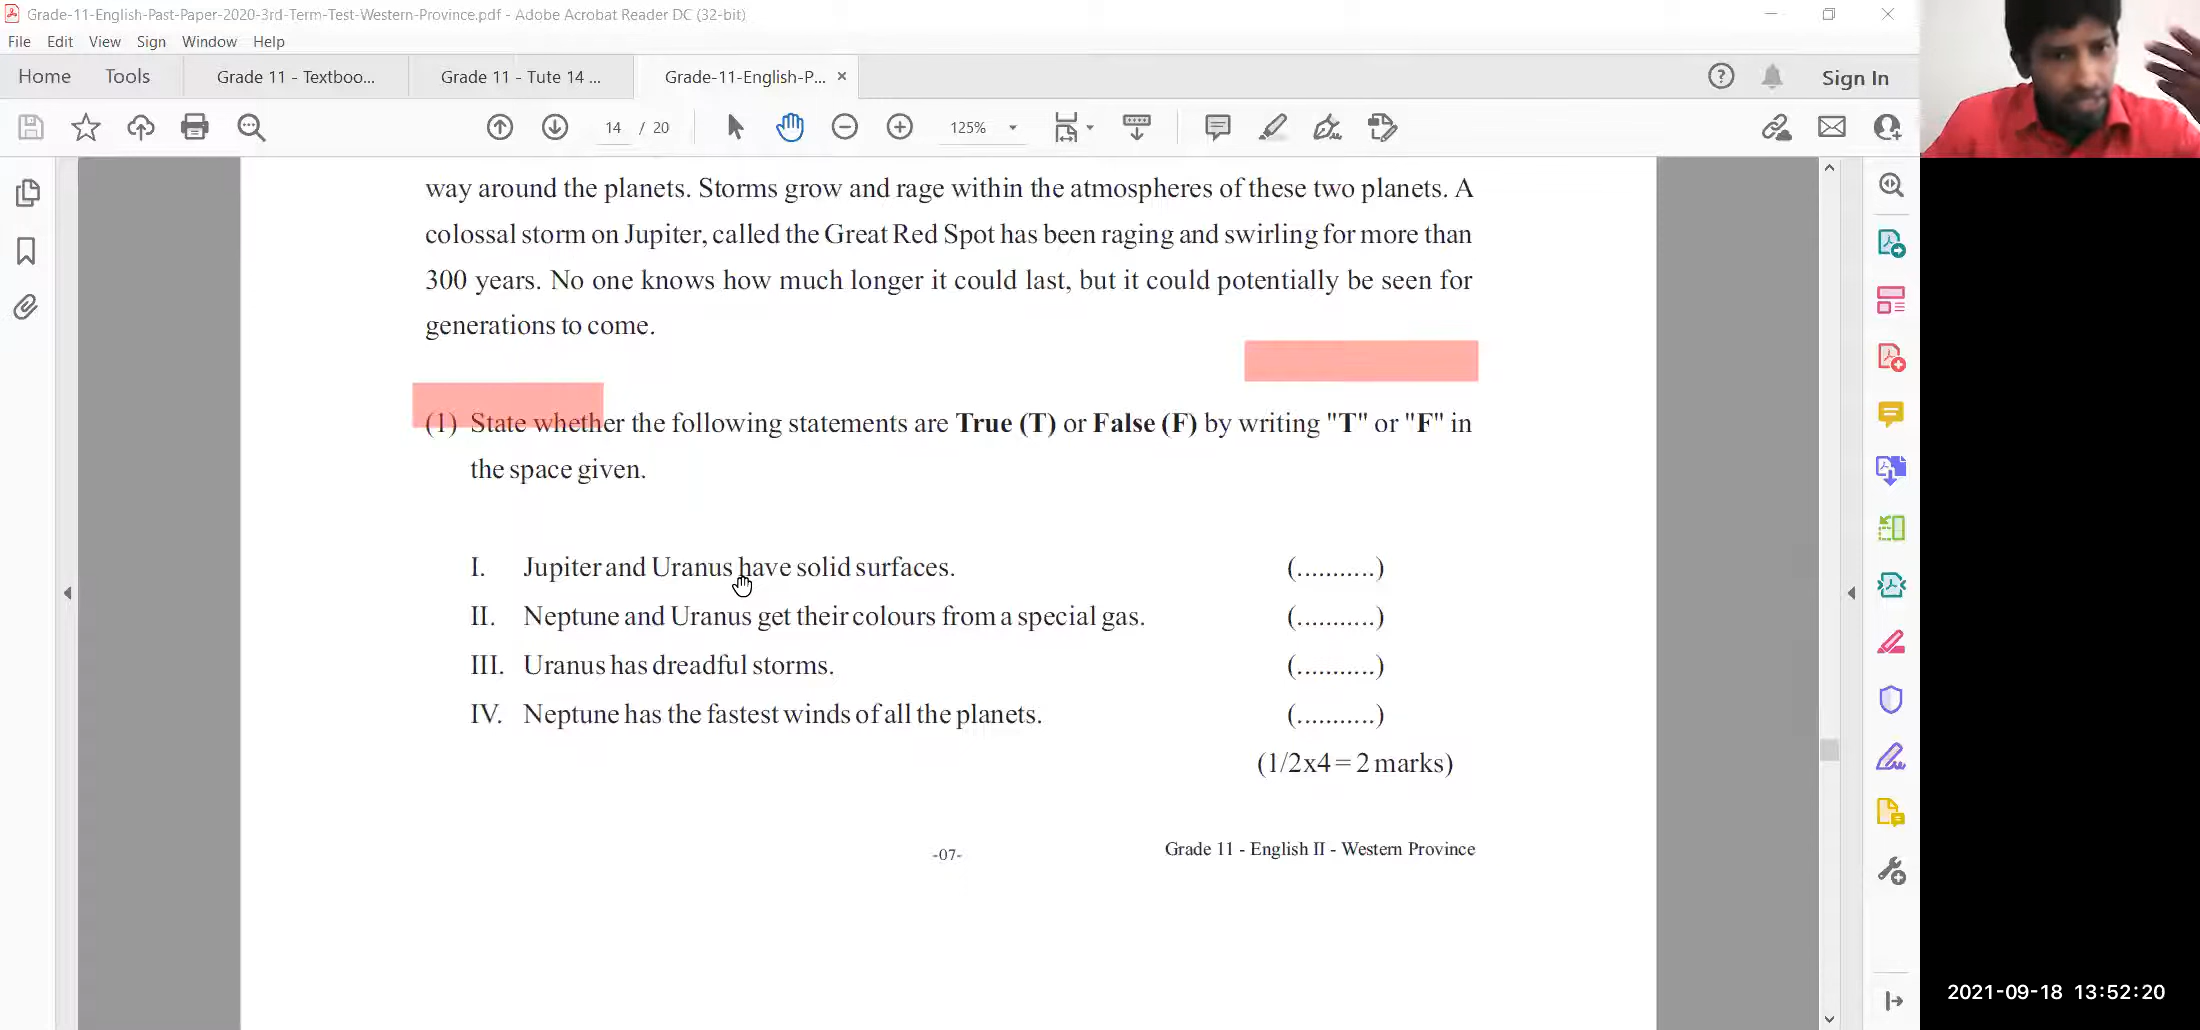 Grade-11-English-Past-Paper-2020-3rd-Term-Test-Western-Province.pdf - Adobe Acrobat Reader DC (32-bit)
File Edit View Sign Window Help
Home Tools Grade 11 - Textboo... Grade 11 - Tute 14 ... Grade-11-English-P... × Sign In
14 / 20 125%
way around the planets. Storms grow and rage within the atmospheres of these two planets. A
colossal storm on Jupiter, called the Great Red Spot has been raging and swirling for more than
300 years. No one knows how much longer it could last, but it could potentially be seen for
generations to come.
(1) State whether the following statements are True (T) or False (F) by writing "T" or "F" in
the space given.
I. Jupiter and Uranus have solid surfaces. (...........)
II. Neptune and Uranus get their colours from a special gas. (...........)
III. Uranus has dreadful storms. (...........)
IV. Neptune has the fastest winds of all the planets. (...........)
(1/2x4 = 2 marks)
-07- Grade 11 - English II - Western Province
2021-09-18 13:52:20